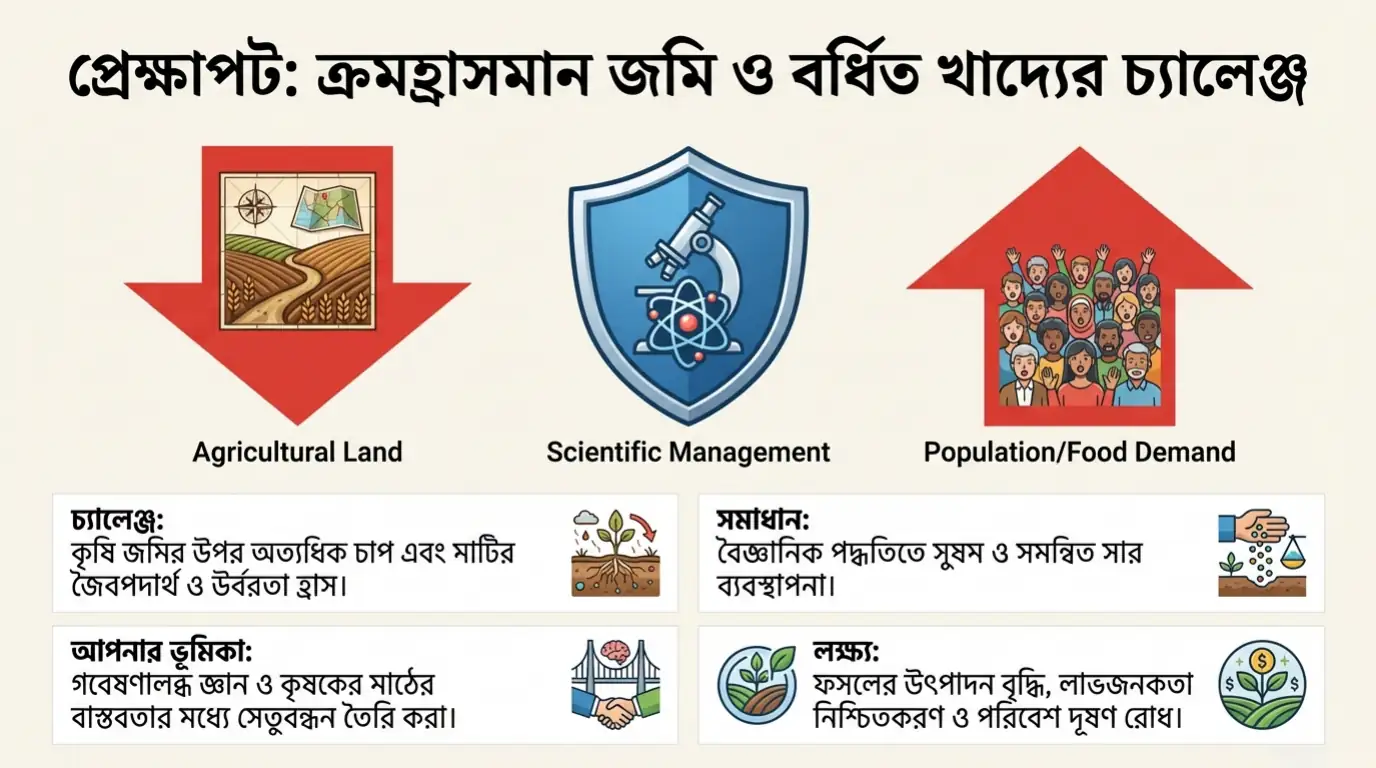 প্রেক্ষাপট: ক্রমহ্রাসমান জমি ও বর্ধিত খাদ্যের চ্যালেঞ্জ
Agricultural Land
Scientific Management
Population/Food Demand
চ্যালেঞ্জ:
কৃষি জমির উপর অত্যধিক চাপ এবং মাটির
জৈবপদার্থ ও উর্বরতা হ্রাস।
সমাধান:
বৈজ্ঞানিক পদ্ধতিতে সুষম ও সমন্বিত সার
ব্যবস্থাপনা।
আপনার ভূমিকা:
গবেষণালব্ধ জ্ঞান ও কৃষকের মাঠের
বাস্তবতার মধ্যে সেতুবন্ধন তৈরি করা।
লক্ষ্য:
ফসলের উৎপাদন বৃদ্ধি, লাভজনকতা
নিশ্চিতকরণ ও পরিবেশ দূষণ রোধ।